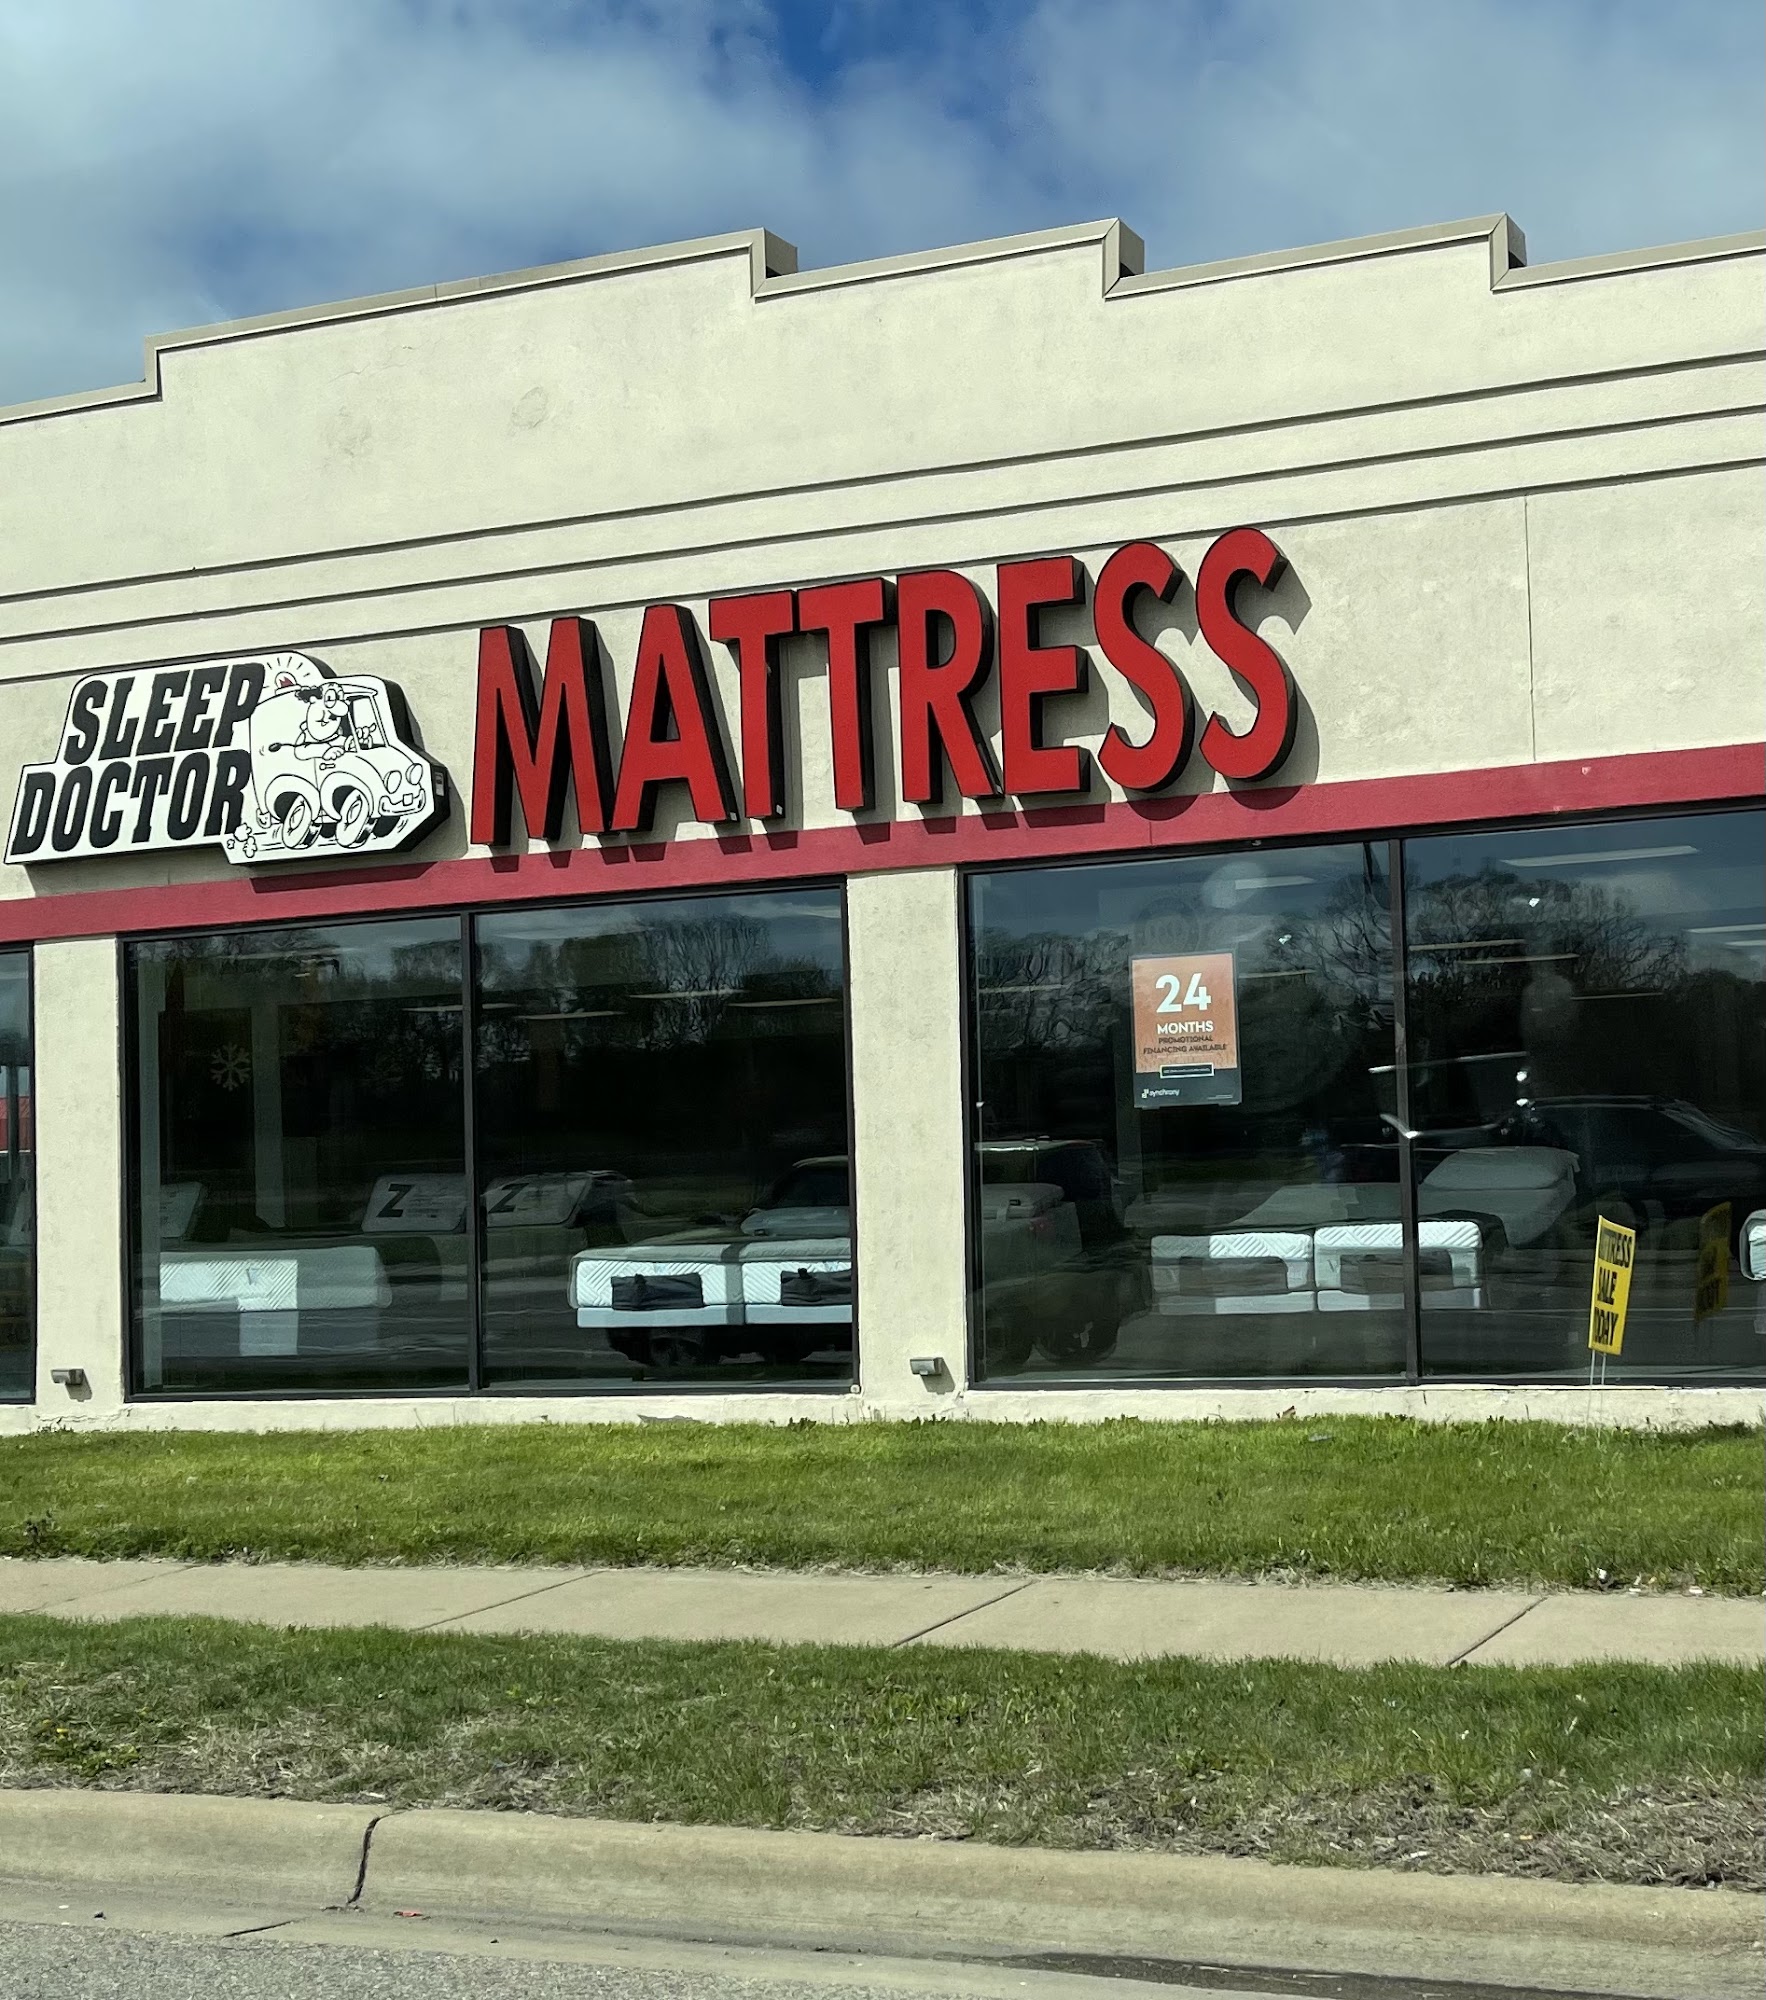 SLEEP
DOCTOR
MATTRESS
24
MONTHS
PROMOTIONAL
FINANCING AVAILABLE
synchrony
Z
Z
MATTRESS
SALE
TODAY